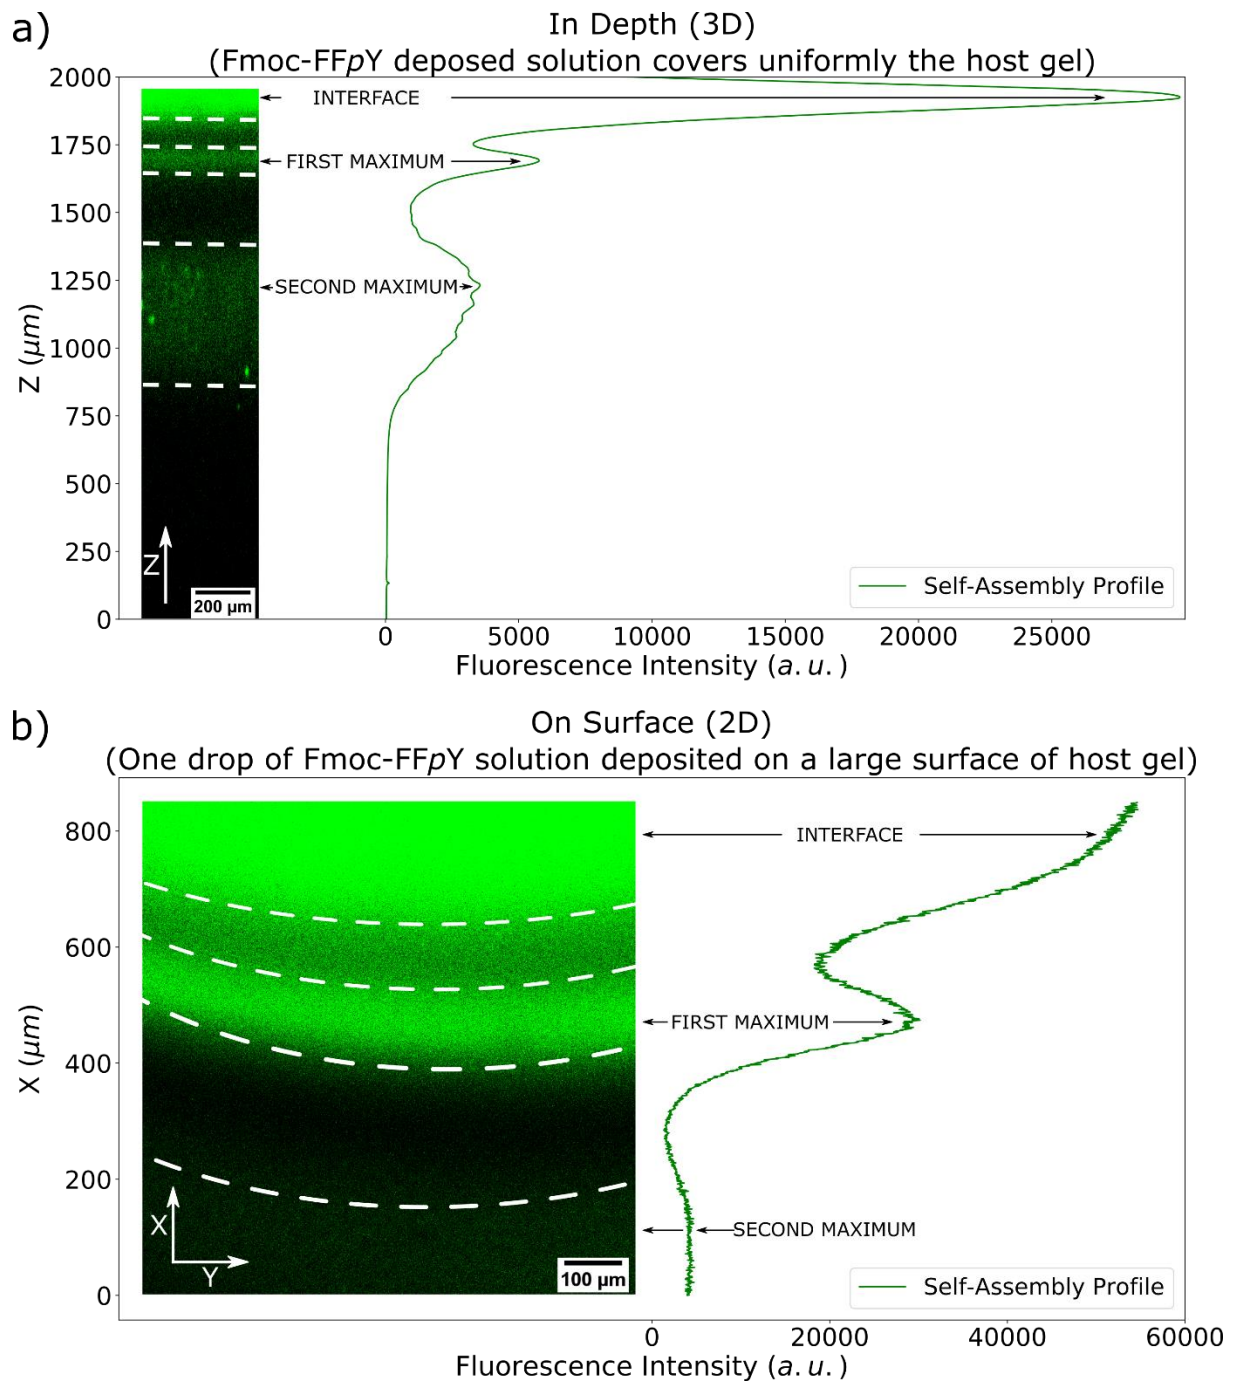 a)
In Depth (3D)
(Fmoc-FFpY deposed solution covers uniformly the host gel)
2000
INTERFACE
1750
FIRST MAXIMUM
1500
1250
SECOND MAXIMUM
1000
Z (μm)
750
500
250
Z
200 μm
Self-Assembly Profile
0
0 5000 10000 15000 20000 25000
Fluorescence Intensity (a.u.)
b)
On Surface (2D)
(One drop of Fmoc-FFpY solution deposited on a large surface of host gel)
800
INTERFACE
600
FIRST MAXIMUM
400
X (μm)
200
X
Y
SECOND MAXIMUM
100 μm
Self-Assembly Profile
0
0 20000 40000 60000
Fluorescence Intensity (a.u.)